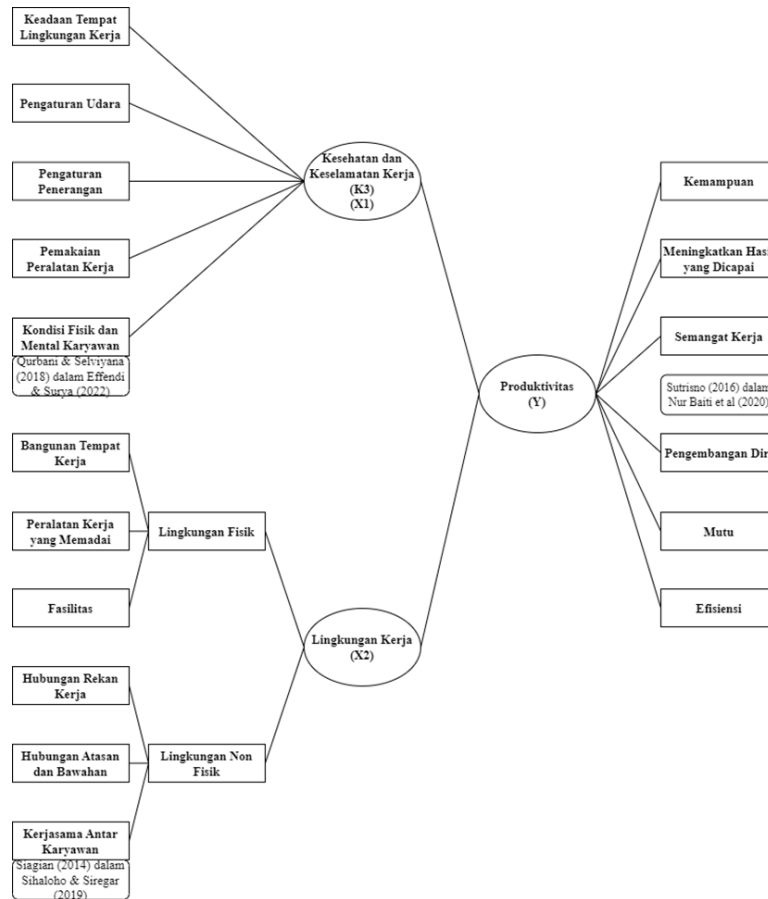 Keadaan Tempat
Lingkungan Kerja
Pengaturan Udara
Pengaturan
Penerangan
Pemakaian
Peralatan Kerja
Kondisi Fisik dan
Mental Karyawan
Qurbani & Selviyana
(2018) dalam Effendi
& Surya (2022)
Kesehatan dan
Keselamatan Kerja
(K3)
(X1)
Bangunan Tempat
Kerja
Peralatan Kerja
yang Memadai
Fasilitas
Lingkungan Fisik
Hubungan Rekan
Kerja
Hubungan Atasan
dan Bawahan
Kerjasama Antar
Karyawan
Siagian (2014) dalam
Sihaloho & Siregar
(2019)
Lingkungan Non
Fisik
Lingkungan Kerja
(X2)
Produktivitas
(Y)
Kemampuan
Meningkatkan Hasi
yang Dicapai
Semangat Kerja
Sutrisno (2016) dalam
Nur Baiti et al (2020)
Pengembangan Dir
Mutu
Efisiensi